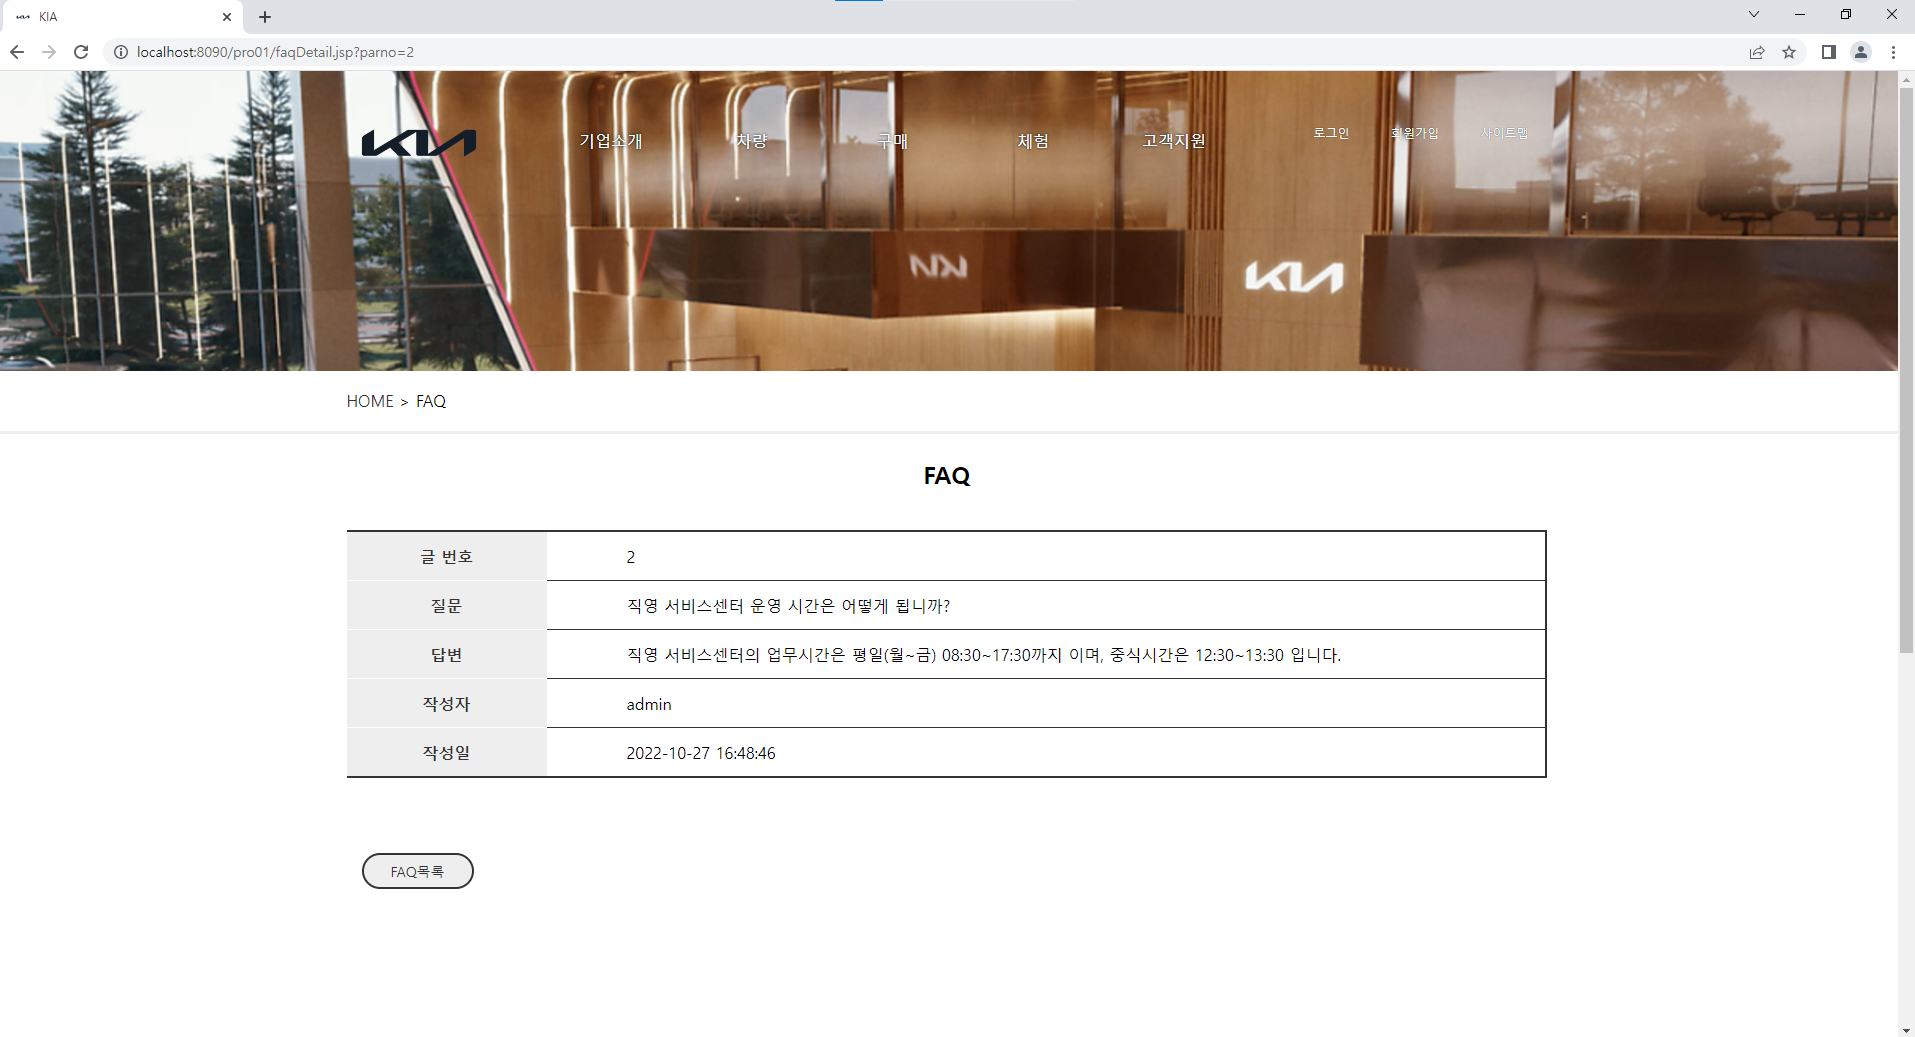 KIA
localhost:8090/pro01/faqDetail.jsp?parno=2
KIA 기업소개 차량 구매 체험 고객지원 로그인 회원가입 사이트맵
KIA
HOME > FAQ
FAQ
글 번호 2
질문 직영 서비스센터 운영 시간은 어떻게 됩니까?
답변 직영 서비스센터의 업무시간은 평일(월~금) 08:30~17:30까지 이며, 중식시간은 12:30~13:30 입니다.
작성자 admin
작성일 2022-10-27 16:48:46
FAQ목록